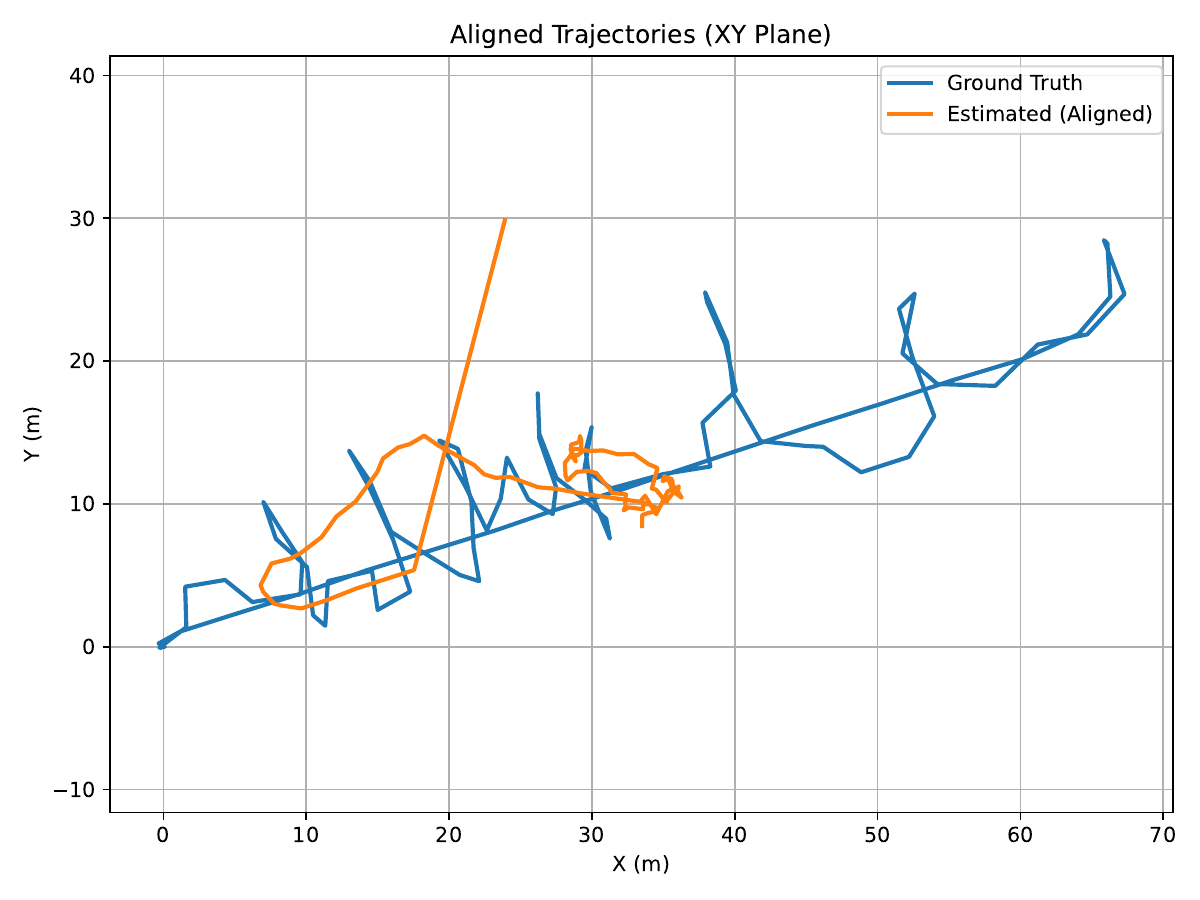 Aligned Trajectories (XY Plane)
Ground Truth
Estimated (Aligned)
Y (m)
40
30
20
10
0
−10
0 10 20 30 40 50 60 70
X (m)